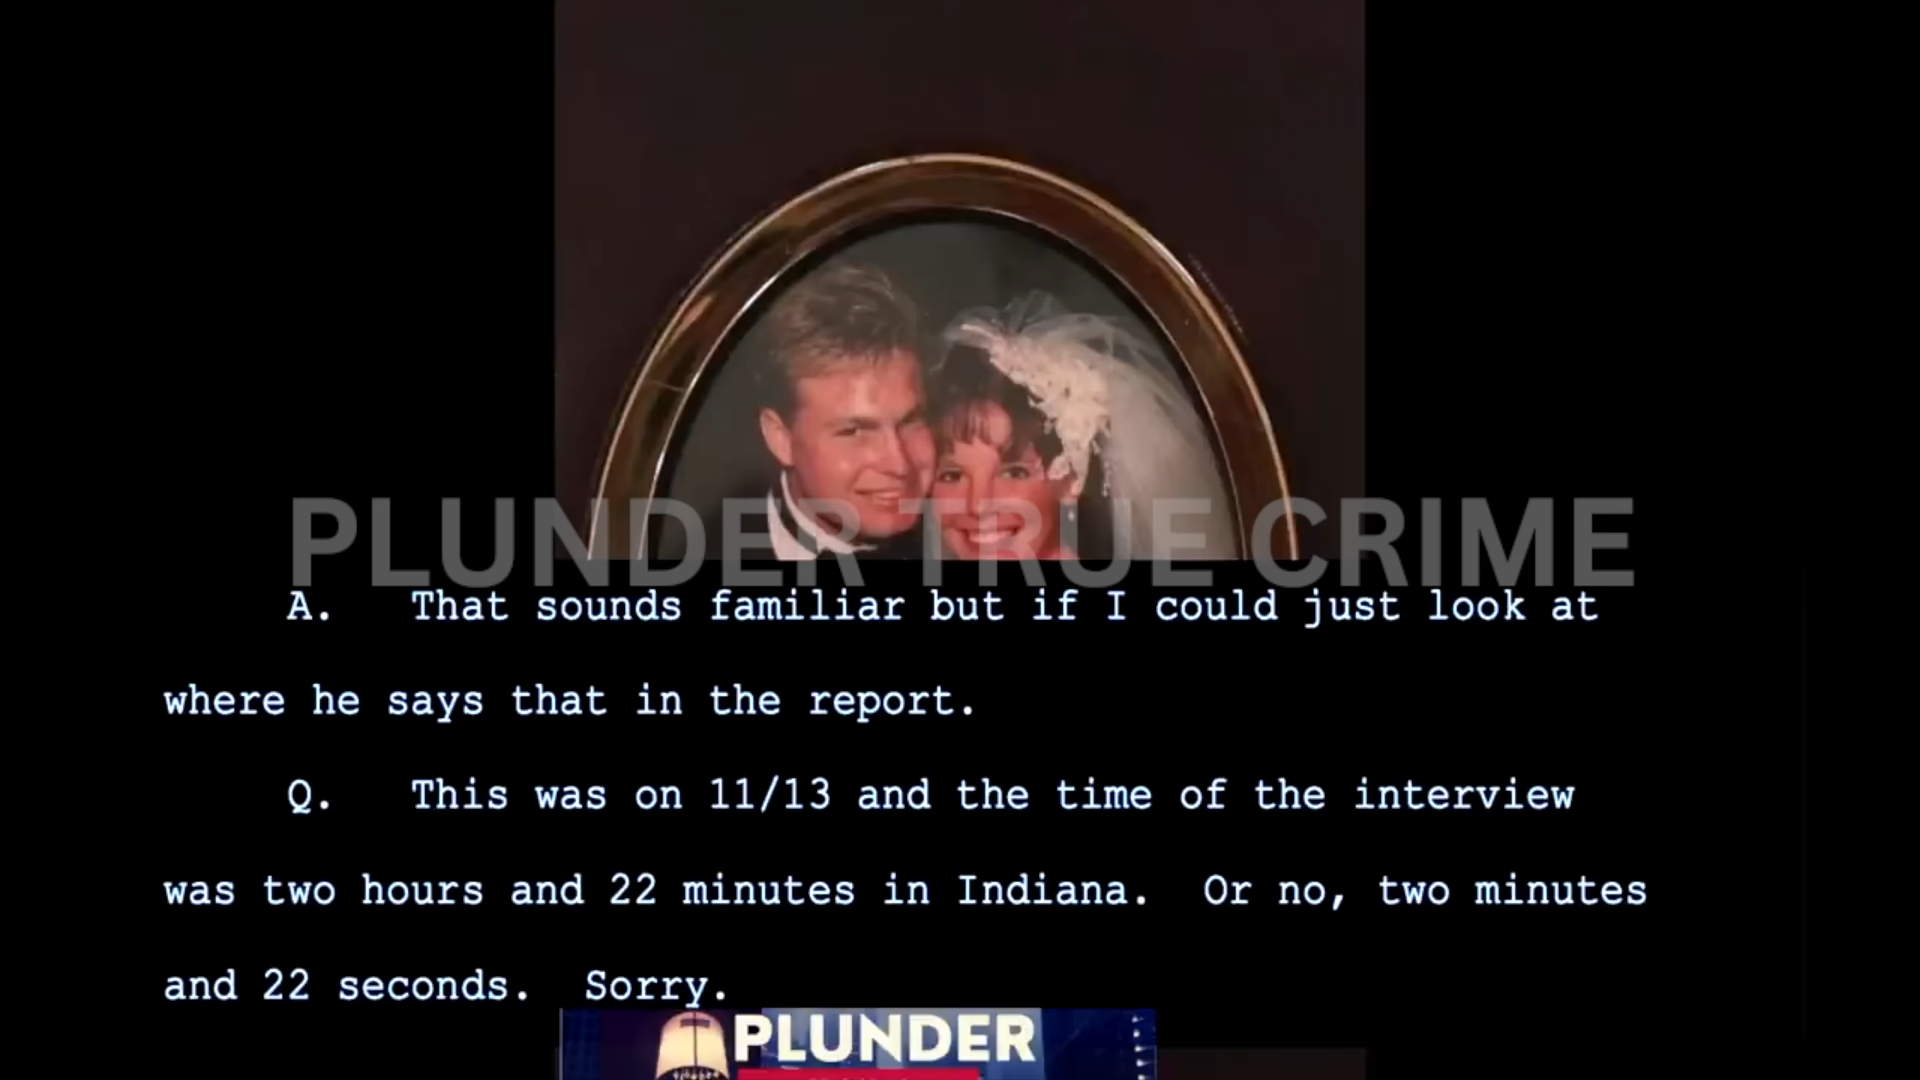 PLUNDER TRUE CRIME
A. That sounds familiar but if I could just look at
where he says that in the report.
Q. This was on 11/13 and the time of the interview
was two hours and 22 minutes in Indiana. Or no, two minutes
and 22 seconds. Sorry.
PLUNDER